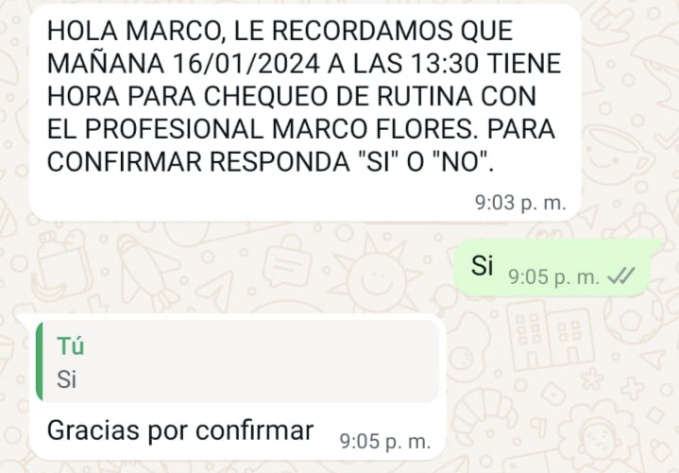 HOLA MARCO, LE RECORDAMOS QUE
MAÑANA 16/01/2024 A LAS 13:30 TIENE
HORA PARA CHEQUEO DE RUTINA CON
EL PROFESIONAL MARCO FLORES. PARA
CONFIRMAR RESPONDA "SI" O "NO".
9:03 p. m.
Si 9:05 p. m.
Tú
Si
Gracias por confirmar 9:05 p. m.